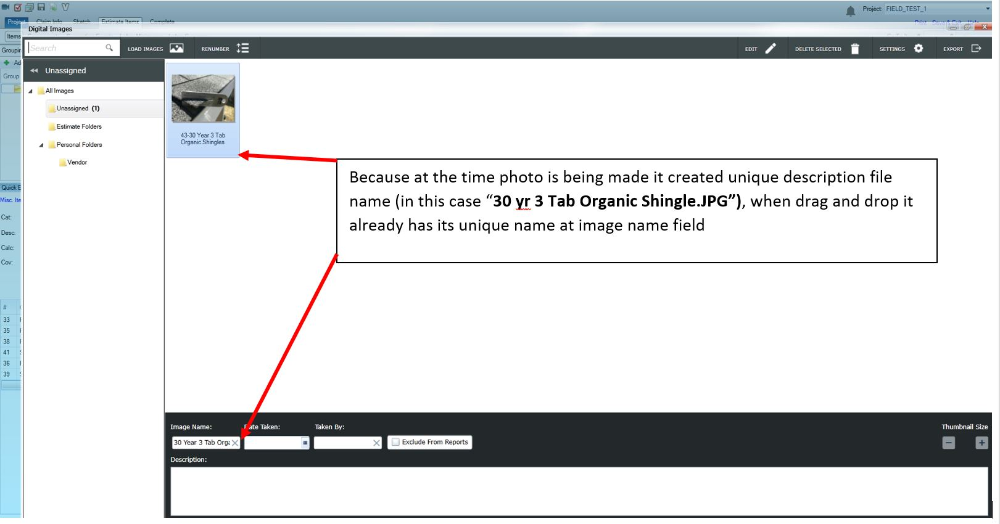 Project: FIELD_TEST_1
Project Claim Info Sketch Estimate Items Complete
Print Save & Exit Help
Digital Images
Items
Search LOAD IMAGES RENUMBER EDIT DELETE SELECTED SETTINGS EXPORT
Ad
Group
Unassigned
All Images
Unassigned (1)
Estimate Folders
Personal Folders
Vendor
43-30 Year 3 Tab
Organic Shingles
Because at the time photo is being made it created unique description file
name (in this case “30 yr 3 Tab Organic Shingle.JPG”), when drag and drop it
already has its unique name at image name field
Quick E
Misc. Ite
Cat:
Desc:
Calc:
Cov:
#
33
35
38
41
36
39
Image Name: Date Taken: Taken By: Thumbnail Size
30 Year 3 Tab Orga Exclude From Reports
Description: